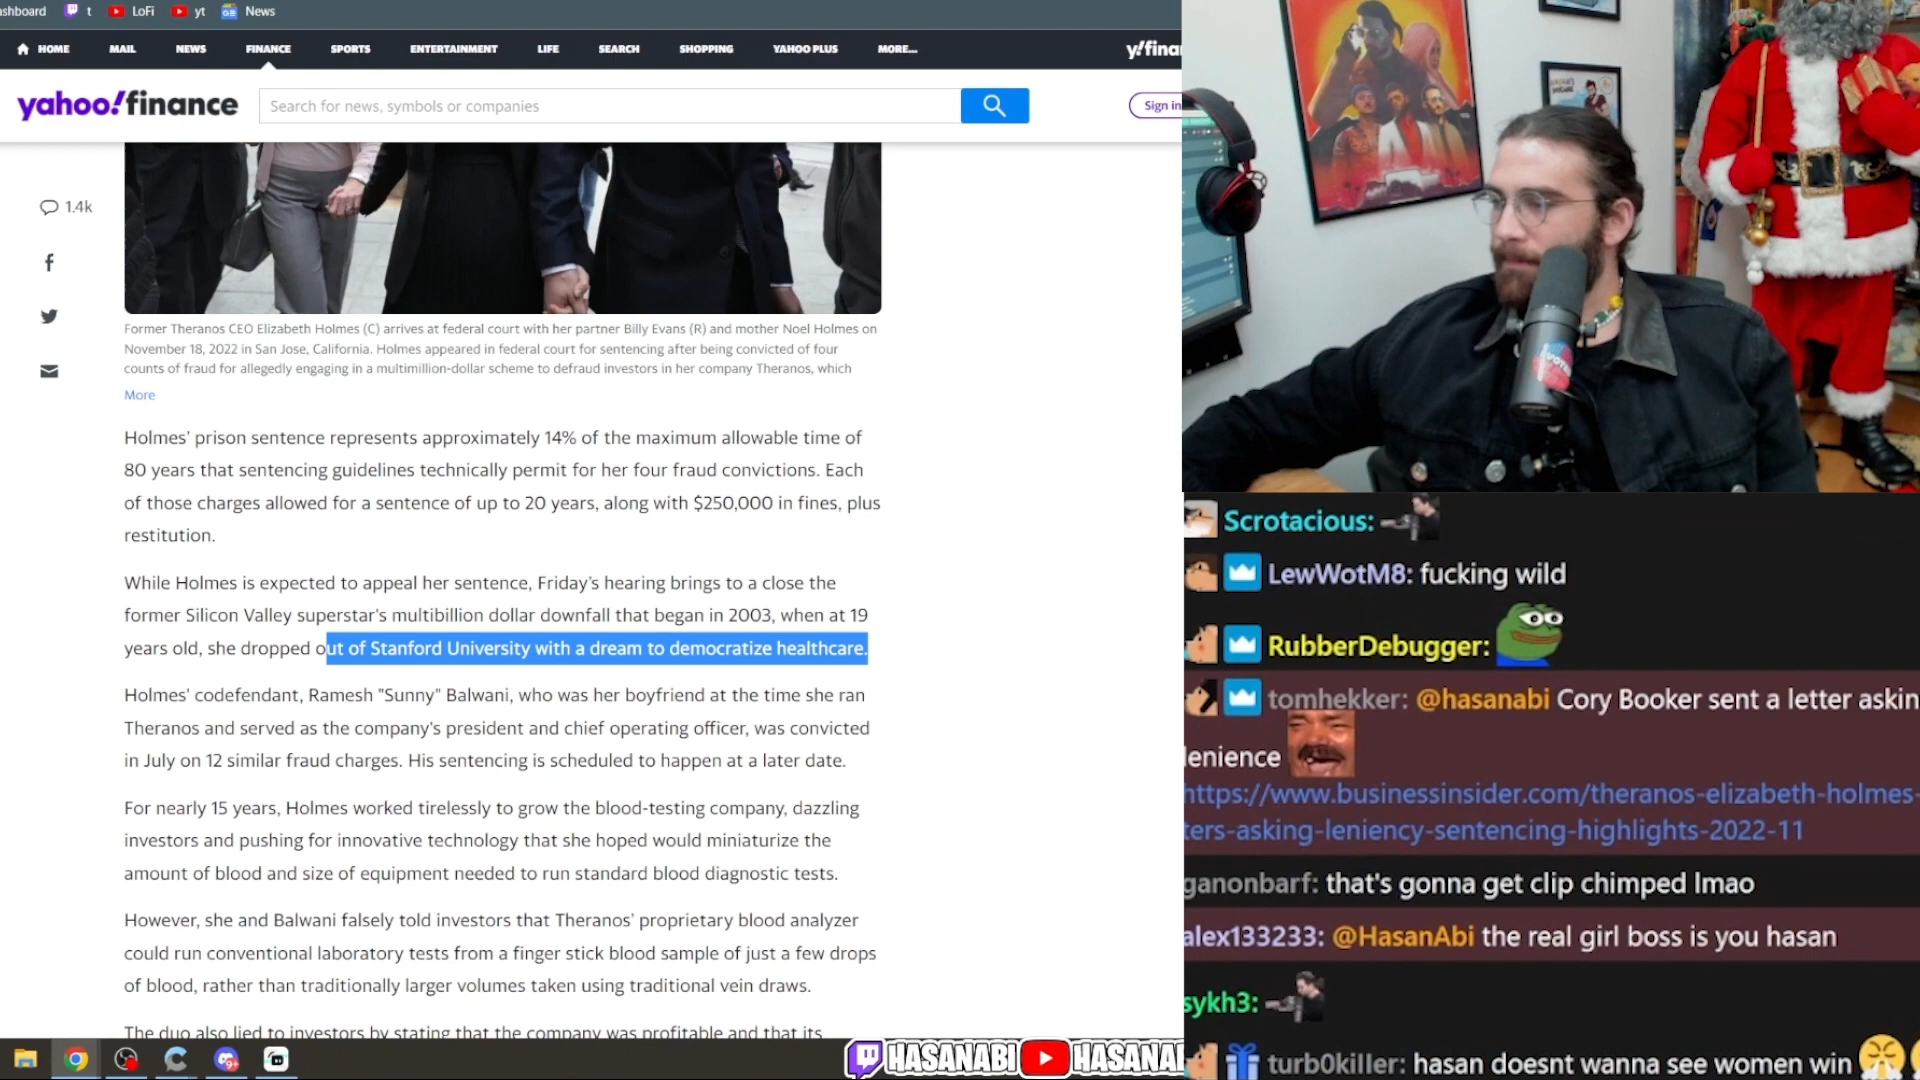 ashboard t LoFi yt News
HOME MAIL NEWS FINANCE SPORTS ENTERTAINMENT LIFE SEARCH SHOPPING YAHOO PLUS MORE...
yahoo!finance Search for news, symbols or companies Sign in
1.4k
Former Theranos CEO Elizabeth Holmes (C) arrives at federal court with her partner Billy Evans (R) and mother Noel Holmes on
November 18, 2022 in San Jose, California. Holmes appeared in federal court for sentencing after being convicted of four
counts of fraud for allegedly engaging in a multimillion-dollar scheme to defraud investors in her company Theranos, which
More
Holmes' prison sentence represents approximately 14% of the maximum allowable time of
80 years that sentencing guidelines technically permit for her four fraud convictions. Each
of those charges allowed for a sentence of up to 20 years, along with $250,000 in fines, plus
restitution.
While Holmes is expected to appeal her sentence, Friday's hearing brings to a close the
former Silicon Valley superstar's multibillion dollar downfall that began in 2003, when at 19
years old, she dropped out of Stanford University with a dream to democratize healthcare.
Holmes' codefendant, Ramesh "Sunny" Balwani, who was her boyfriend at the time she ran
Theranos and served as the company's president and chief operating officer, was convicted
in July on 12 similar fraud charges. His sentencing is scheduled to happen at a later date.
For nearly 15 years, Holmes worked tirelessly to grow the blood-testing company, dazzling
investors and pushing for innovative technology that she hoped would miniaturize the
amount of blood and size of equipment needed to run standard blood diagnostic tests.
However, she and Balwani falsely told investors that Theranos' proprietary blood analyzer
could run conventional laboratory tests from a finger stick blood sample of just a few drops
of blood, rather than traditionally larger volumes taken using traditional vein draws.
The duo also lied to investors by stating that the company was profitable and that its
HASANABI HASANA
Scrotacious:
LewWotM8: fucking wild
RubberDebugger:
tomhekker: @hasanabi Cory Booker sent a letter askin
lenience
https://www.businessinsider.com/theranos-elizabeth-holmes-
ters-asking-leniency-sentencing-highlights-2022-11
ganonbarf: that's gonna get clip chimped lmao
alex133233: @HasanAbi the real girl boss is you hasan
sykh3:
turb0killer: hasan doesnt wanna see women win